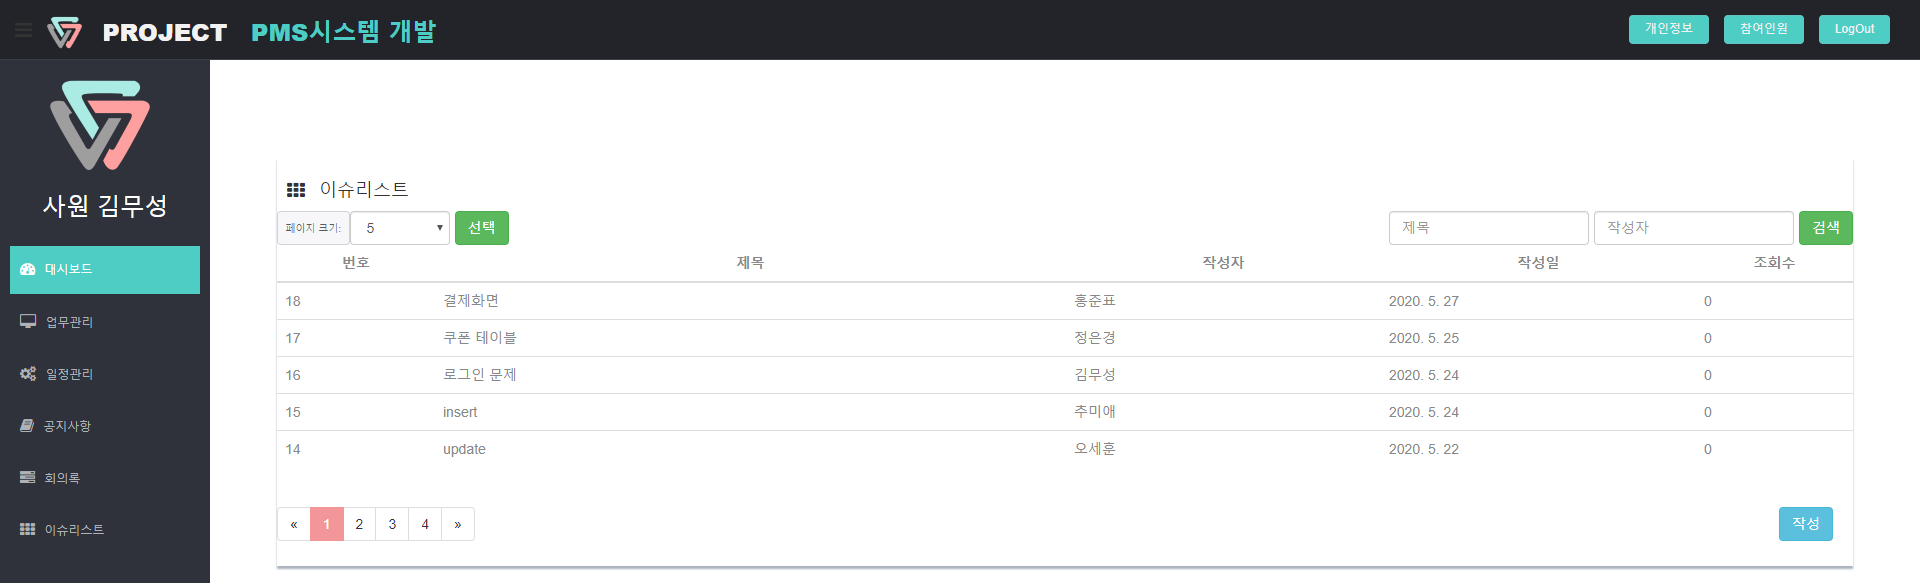 PROJECT PMS시스템 개발 개인정보 참여인원 LogOut
사원 김무성
대시보드
업무관리
일정관리
공지사항
회의록
이슈리스트
이슈리스트
페이지 크기: 5 선택 제목 작성자 검색
번호 제목 작성자 작성일 조회수
18 결제화면 홍준표 2020. 5. 27 0
17 쿠폰 테이블 정은경 2020. 5. 25 0
16 로그인 문제 김무성 2020. 5. 24 0
15 insert 추미애 2020. 5. 24 0
14 update 오세훈 2020. 5. 22 0
« 1 2 3 4 » 작성